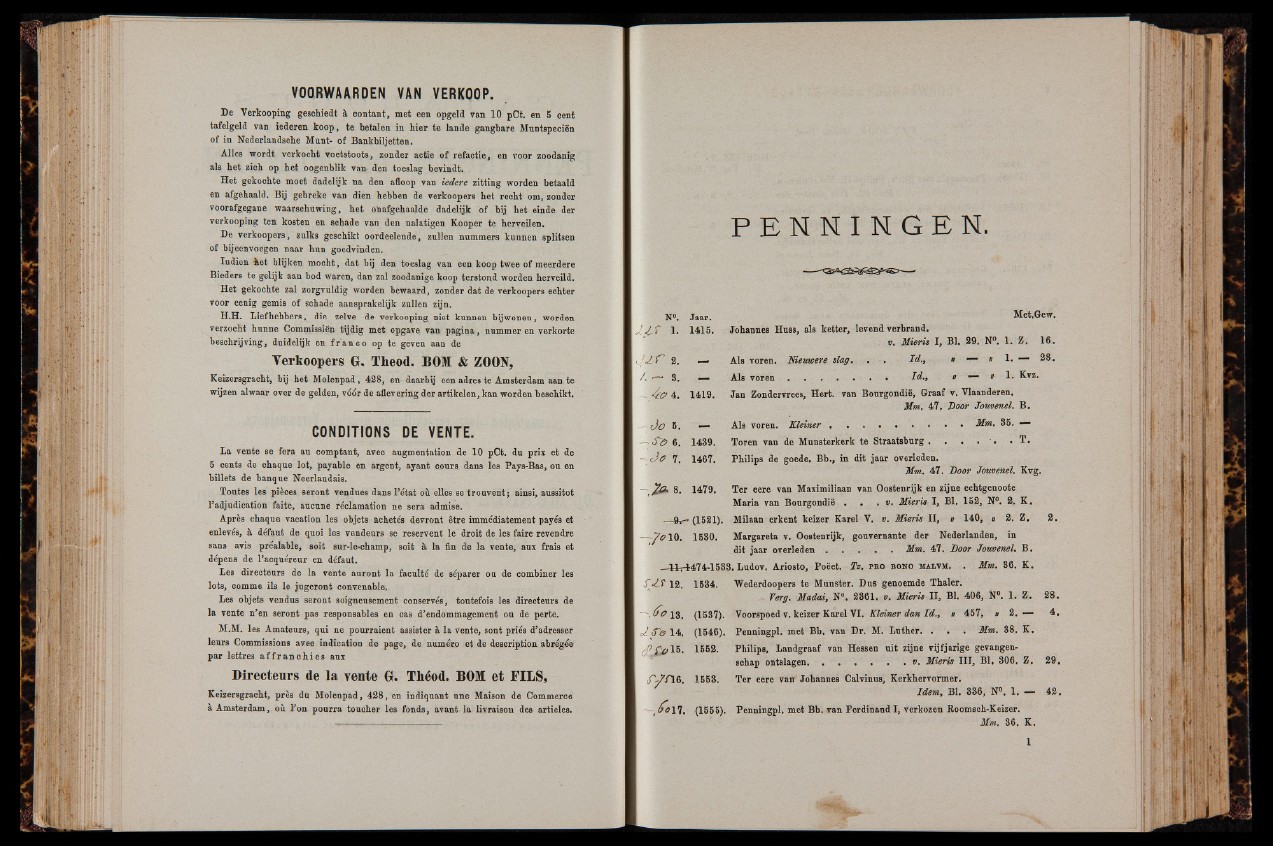 VOORWAARDEN VAN VERKOOP.
De Verkooping geschiedt à contant, met een opgeld van 10 pCt. en 5 cent
tafelgeld van iederen koop, te betalen in hier te lande gangbare Muntspeciën
of in Nederlandsche Munt- of Bankbiljetten.
Alles wordt verkocht voetstoots, zonder actie of refactie, en voor zoodanig
als het zich op het oogenblik van den toeslag bevindt.
Het gekochte moet dadelijk na den afloop van iedere zitting worden betaald
en afgehaald. Bij gebreke van dien hebben de verkoopers het recht om, zonder
voorafgegane waarschuwing, het onafgehaalde dadelijk of bij het einde der
verkooping ten kosten en schade van den nalatigen Kooper te herveilen.
De verkoopers, zulks geschikt oordeelende, zullen nummers kunnen splitsen
of bijeenvoegen naar hun goedvinden.
Indien het blijken mocht, dat bij den toeslag van een koop twee of meerdere
Bieders te gelijk aan bod waren, dan zal zoodanige koop terstond worden herveild.
Het gekochte zal zorgvuldig worden bewaard, zonder dat de verkoopers echter
voor eenig gemis of schade aansprakelijk zullen zijn.
H.H. Liefhebbers, die zelve de verkooping niet kunnen bijwonen, worden
verzocht hunne Commissiën tijdig met opgave van pagina, nummer en verkorte
beschrijving, duidelijk en franco op te geven aan de
Verkoopers G. Theod. BOM & ZOON,
Keizersgracht, bij het Molenpad, 428, en daarbij een adres te Amsterdam aan te
wijzen alwaar over de gelden, vóór de aflevering der artikelen, kan worden beschikt.
CONDITIONS DE VENTE.
La vente se fera au comptant, avec augmentation de 10 pCt. du prix et de
5 cents de chaque lot, payable en argent, ayant cours dans les Pays-Bas, ou en
billets de banque Neerlandais.
Toutes les pièces seront vendues dans l'état où elles se trouvent; ainsi, aussitot
l'adjudication faite, aucune réclamation ne sera admise.
Après chaque vacation les objets achetés devront être immédiatement payés et
enlevés, à défaut de quoi les vendeurs se reservent le droit de les faire revendre
sans avis préalable, soit sur-le-champ, soit à la fin de la vente, aux frais et
dépens de l'acquéreur en défaut.
Les directeurs de la vente auront la faculté de séparer ou de combiner les
lots, comme ils le jugeront convenable.
Les objets vendus seront soigneusement conservés, toutefois les directeurs de
la vente n'en seront pas responsables en cas d'endommagement ou de perte.
M.M. les Amateurs, qui ne pourraient assister à la vente, sont priés d'adresser
leurs Commissions avec indication de page, de numéro et de description abrégée
par lettres affranchies aux
Directeurs de la vente G. Théod. BOM et FILS,
Keizersgracht, près du Molenpad, 428, en indiquant une Maison de Commerce
à Amsterdam, où l'on pourra toucher les fonds, avant la livraison des articles.
PENNINGEN.
N°. Jaar. Met.Gew.
1. 1415. Johannes Huss, als ketter, levend verbrand.
v. Mieris I, Bl. 29. N°. 1. Z. 16.
2. — Als voren. Nieuwere slag. . . Id., „ — „ 1. — 28.
3. — Als voren . . . . . . . Id., „ — „ 1. Kvz.
40 4. 1419. Jan Zondervrees, Hert. van Bourgondië, Graaf v. Vlaanderen.
Mm. 47. Door Jouvenel. B.
30 5. — Als voren. Kleiner . . . . . . . . . Mm. 35. —
50 6. 1439. Toren van de Munsterkerk te Straatsburg . . . . . . T.
30 7. 1467. Philips de goede. Bb., in dit jaar overleden.
Mm. 47. Door Jouvenel. Kvg.
8. 1479. Ter eere van Maximiliaan van Oostenrijk en zijne echtgenoote
Maria van Bourgondië . . . v. Mieris I, Bl. 152, N°. 2. K.
9. (1521). Milaan erkent keizer Karel V. v. Mieris II, „ 140, „ 2. Z. 2.
70 10. 1530. Margareta v. Oostenrijk, gouvernante der Nederlanden, in
dit jaar overleden . . . . . Mm. 47. Door Jouvenel. B.
11. 1474-1533. Ludov. Ariosto, Poëet. Tz. PRO BONO MALVM. . Mm. 36. K.
12. 1534. Wederdoopers te Munster. Dus genoemde Thaler.
Verg. Madai, N°. 2361. v. Mieris II, Bl. 406, N°. 1. Z. 28.
60 13. (1537). Voorspoed v. keizer Karel VI. Kleiner dan Id., „ 457, „ 2. — 4.
14. (1546). Penningpl. met Bb. van Dr. M. Luther. . . . Mm. 38. K.
15. 1552. Philips, Landgraaf van Hessen uit zijne vijfjarige gevangen-
schap ontslagen. . . . . . . v. Mieris III, Bl. 306. Z. 29.
16. 1553. Ter eere van Johannes Calvinus, Kerkhervormer.
Idem, Bl. 336, N°. 1. — 42.
60 17. (1555). Penningpl. met Bb. van Ferdinand I, verkozen Roomsch-Keizer.
Mm. 36. K.
1